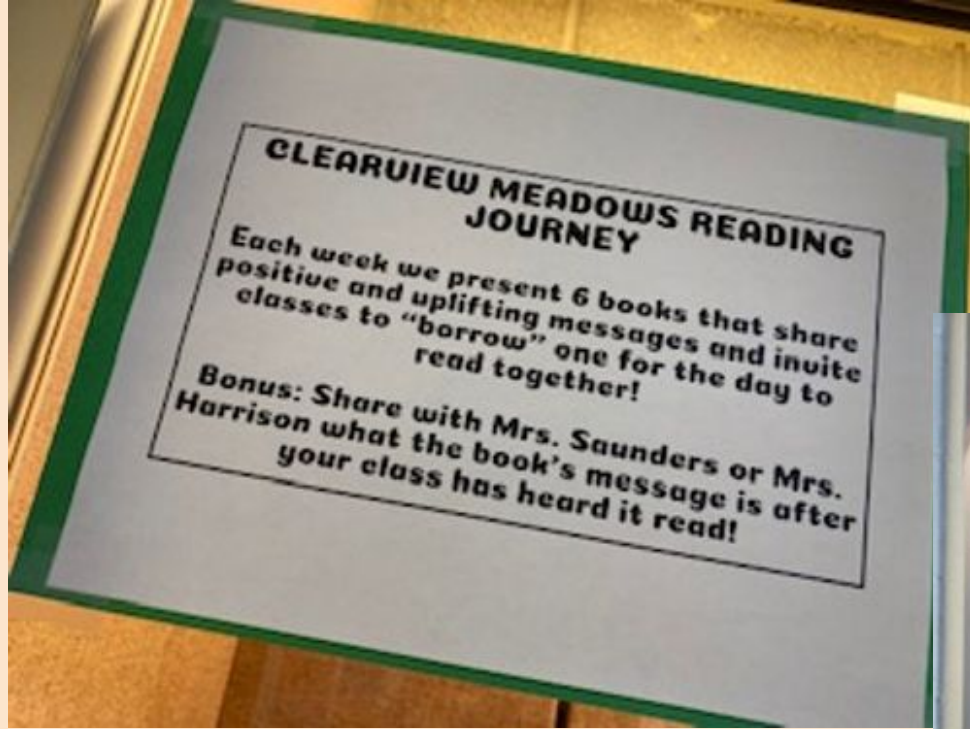 CLEARVIEW MEADOWS READING
JOURNEY
Each week we present 6 books that share
positive and uplifting messages and invite
classes to “borrow” one for the day to
read together!
Bonus: Share with Mrs. Saunders or Mrs.
Harrison what the book’s message is after
your class has heard it read!